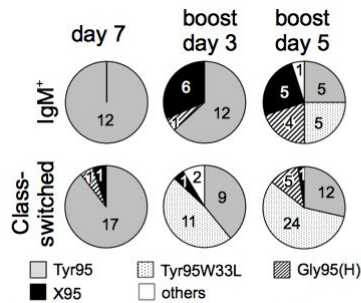 day 7
boost day 3
boost day 5
IgM+
12
6
1
12
1
5
5
4
5
Class-switched
1
1
17
1
2
9
11
5
1
12
24
Tyr95
Tyr95W33L
Gly95(H)
X95
others